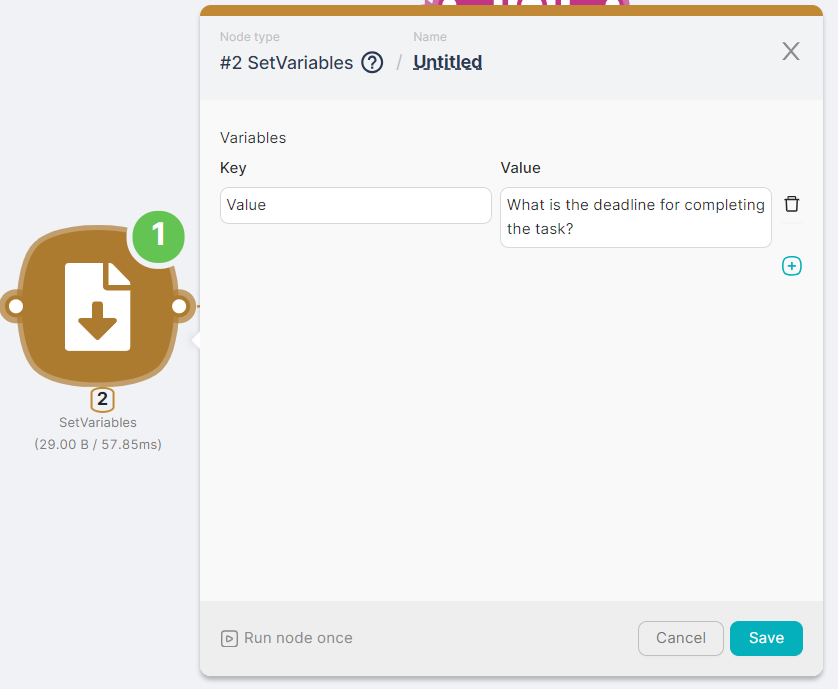 Node type
Name
#2 SetVariables ? / Untitled
X
Variables
Key
Value
Value
What is the deadline for completing
the task?
1
2
SetVariables
(29.00 B / 57.85ms)
Run node once
Cancel
Save